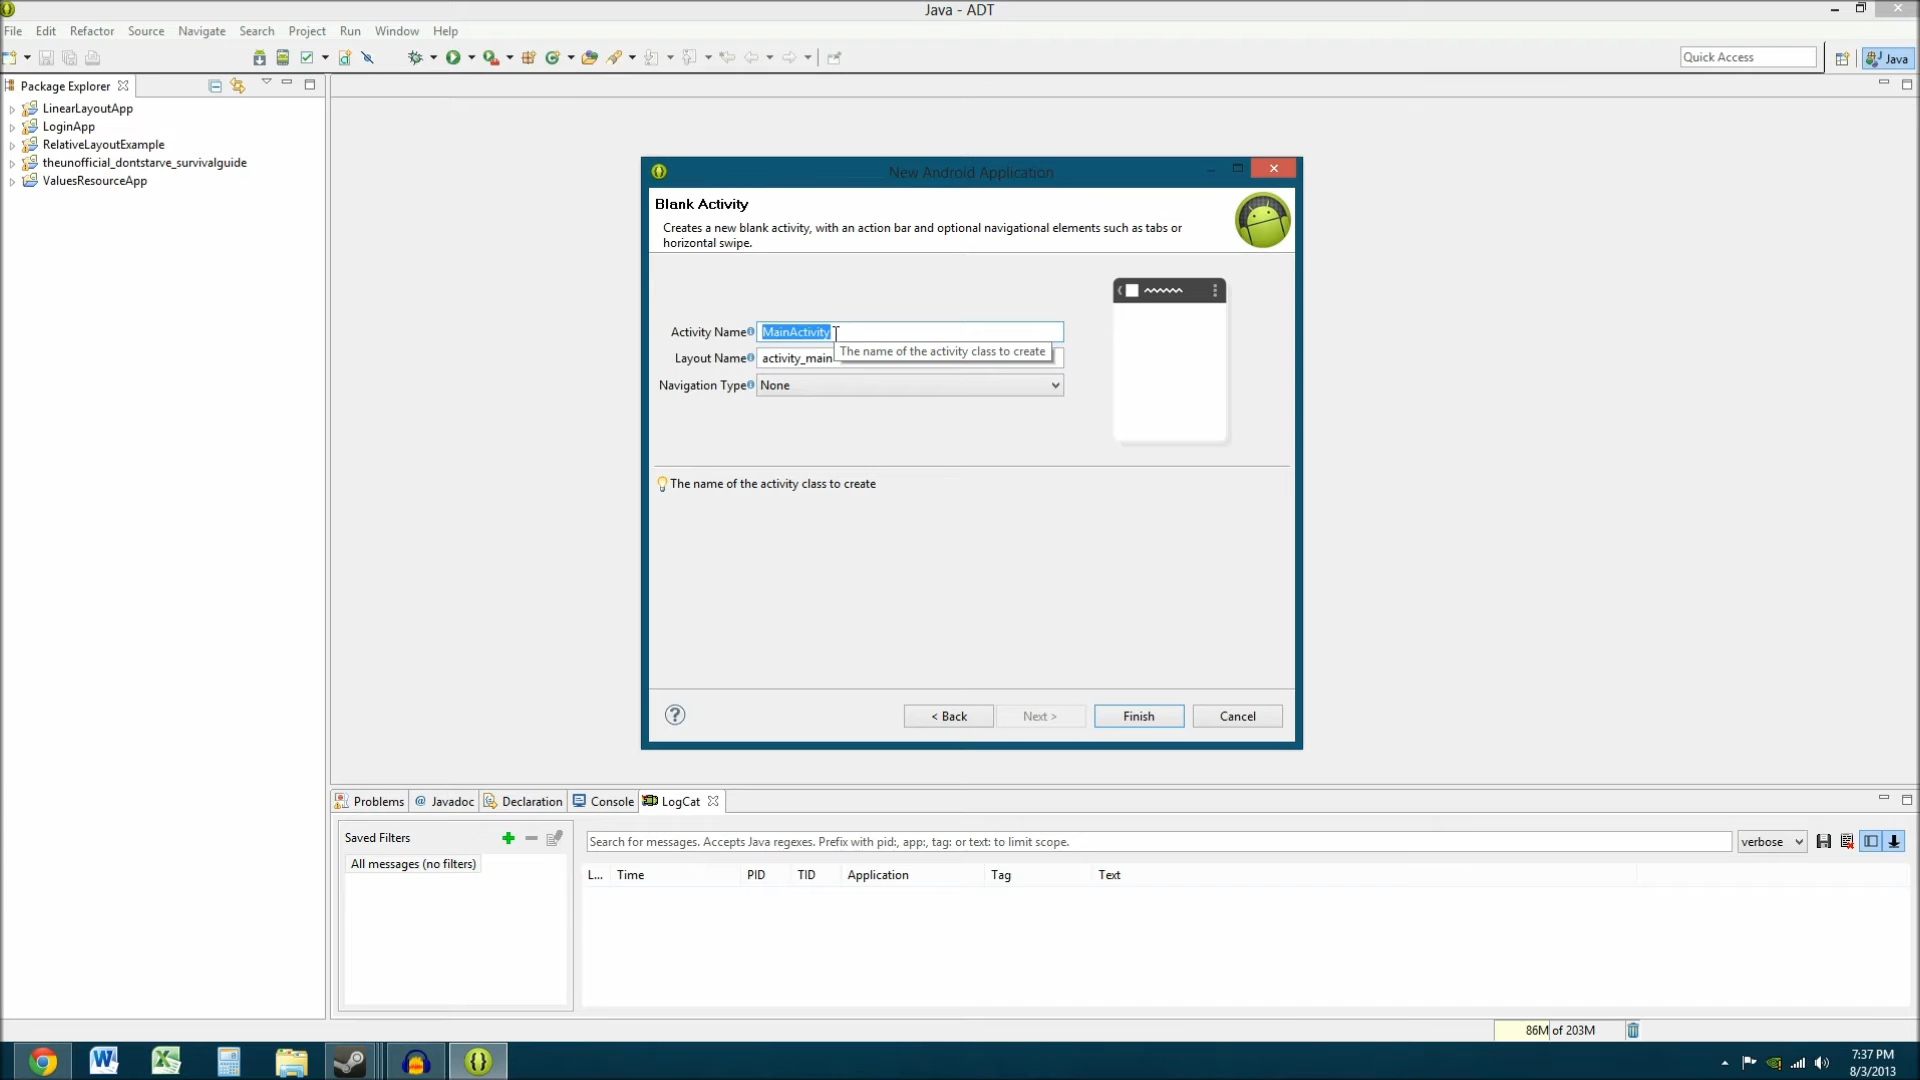 Java - ADT
File Edit Refactor Source Navigate Search Project Run Window Help
Quick Access
Java
Package Explorer
LinearLayoutApp
LoginApp
RelativeLayoutExample
theunofficial_dontstarve_survivalguide
ValuesResourceApp
New Android Application
Blank Activity
Creates a new blank activity, with an action bar and optional navigational elements such as tabs or
horizontal swipe.
Activity Name MainActivity
The name of the activity class to create
Layout Name activity_main
Navigation Type None
The name of the activity class to create
< Back Next > Finish Cancel
Problems @ Javadoc Declaration Console LogCat
Saved Filters
All messages (no filters)
Search for messages. Accepts Java regexes. Prefix with pid:, app:, tag: or text: to limit scope.
verbose
L... Time PID TID Application Tag Text
86M of 203M
7:37 PM
8/3/2013